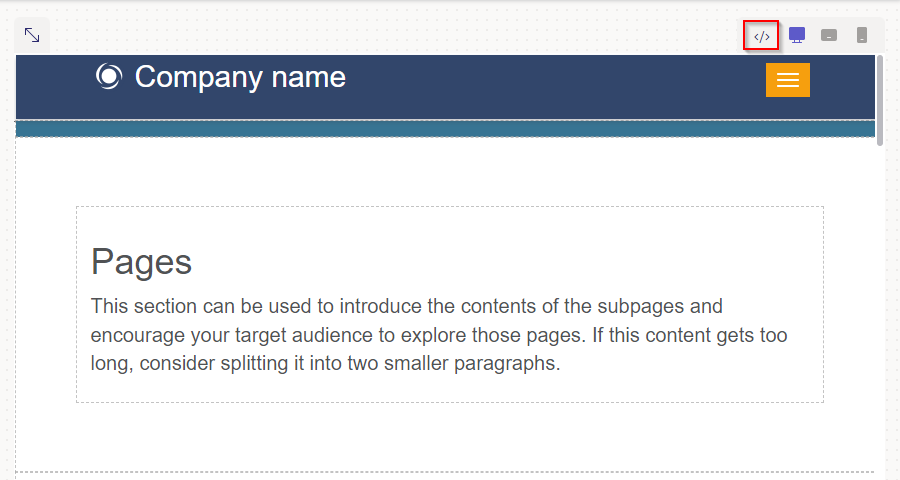 </>
Company name
Pages
This section can be used to introduce the contents of the subpages and
encourage your target audience to explore those pages. If this content gets too
long, consider splitting it into two smaller paragraphs.